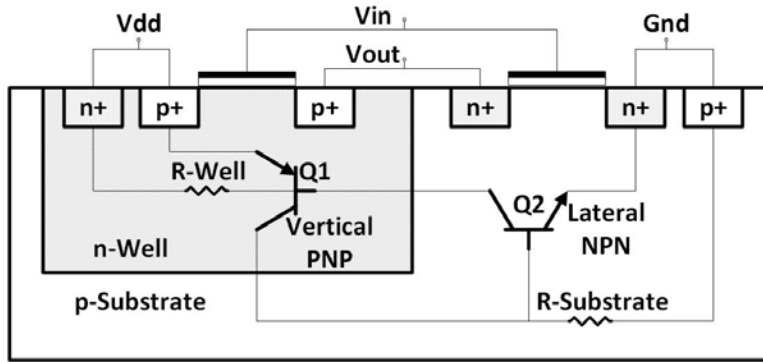 Vdd
Vin
Gnd
Vout
n+
p+
p+
n+
n+
p+
R-Well
Q1
Q2
Lateral
NPN
Vertical
PNP
n-Well
p-Substrate
R-Substrate